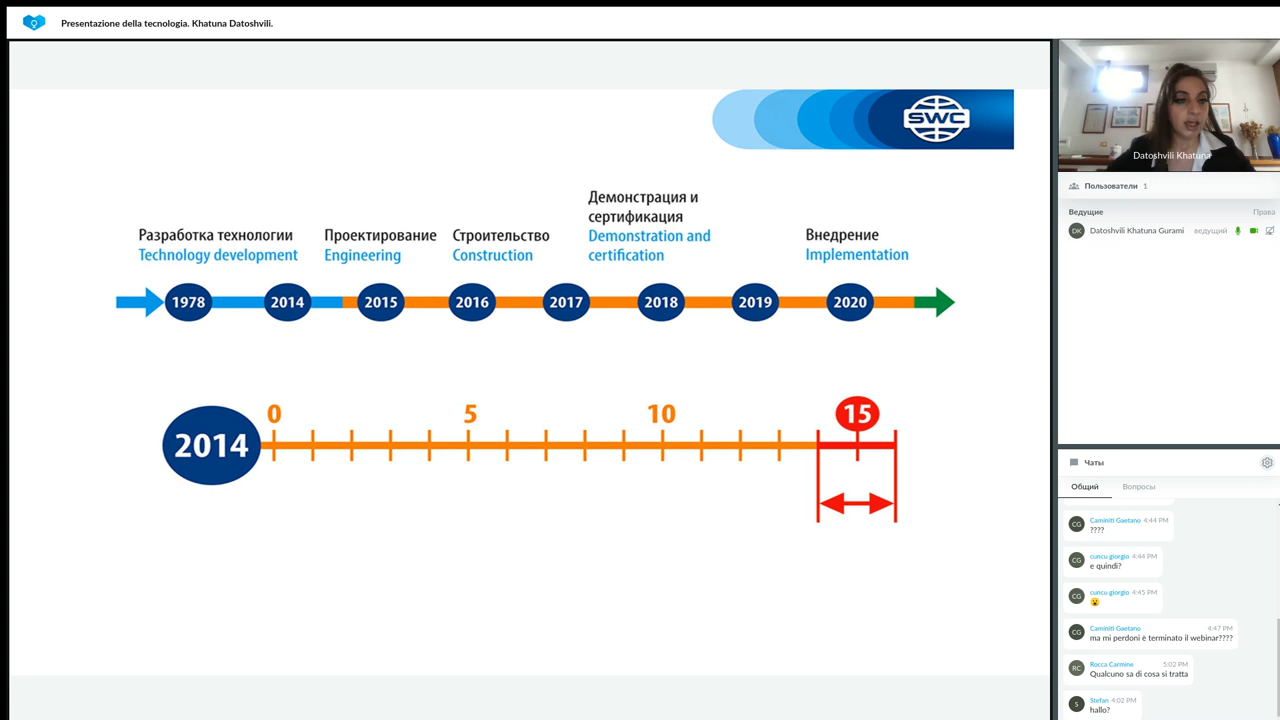 Presentazione della tecnologia. Khatuna Datoshvili.
SWC
Разработка технологии
Technology development
Проектирование
Engineering
Строительство
Construction
Демонстрация и
сертификация
Demonstration and
certification
Внедрение
Implementation
1978
2014
2015
2016
2017
2018
2019
2020
2014
0
5
10
15
Datoshvili Khatuna
Пользователи 1
Ведущие
Права
DK Datoshvili Khatuna Gurami ведущий
Чаты
Общий
Вопросы
CG Caminiti Gaetano 4:44 PM
????
CG cuncu giorgio 4:44 PM
e quindi?
CG cuncu giorgio 4:45 PM
😮
CG Caminiti Gaetano 4:47 PM
ma mi perdoni è terminato il webinar????
RC Rocca Carmine 5:02 PM
Qualcuno sa di cosa si tratta
S Stefan 4:02 PM
hallo?